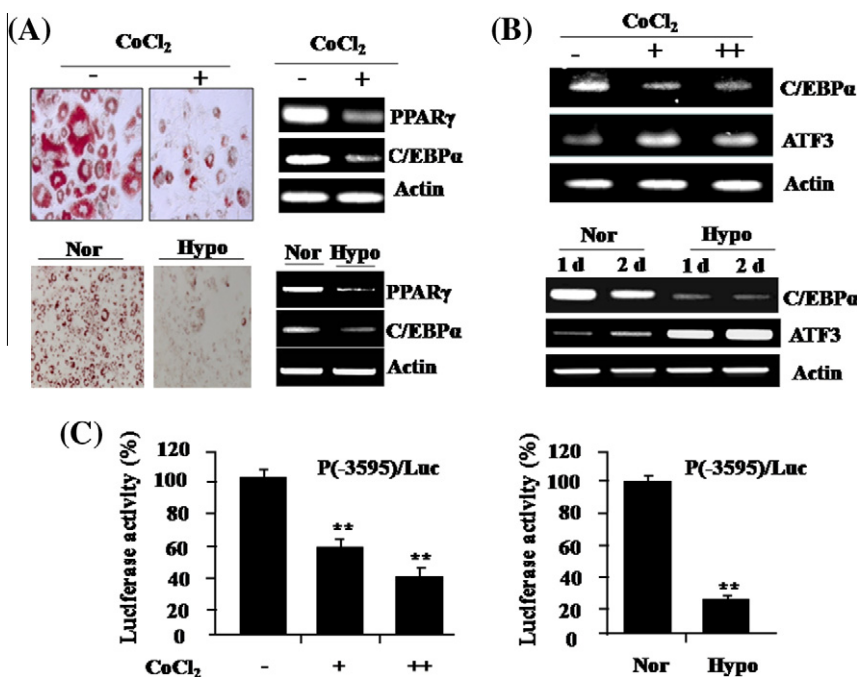 (A)
CoCl2
- +
Nor Hypo
CoCl2
- +
PPARγ
C/EBPα
Actin
Nor Hypo
PPARγ
C/EBPα
Actin
(B)
CoCl2
- + ++
C/EBPα
ATF3
Actin
Nor Hypo
1 d 2 d 1 d 2 d
C/EBPα
ATF3
Actin
(C)
Luciferase activity (%)
120
100
80
60
40
20
0
P(-3595)/Luc
**
**
CoCl2 - + ++
Luciferase activity (%)
120
100
80
60
40
20
0
P(-3595)/Luc
**
Nor Hypo